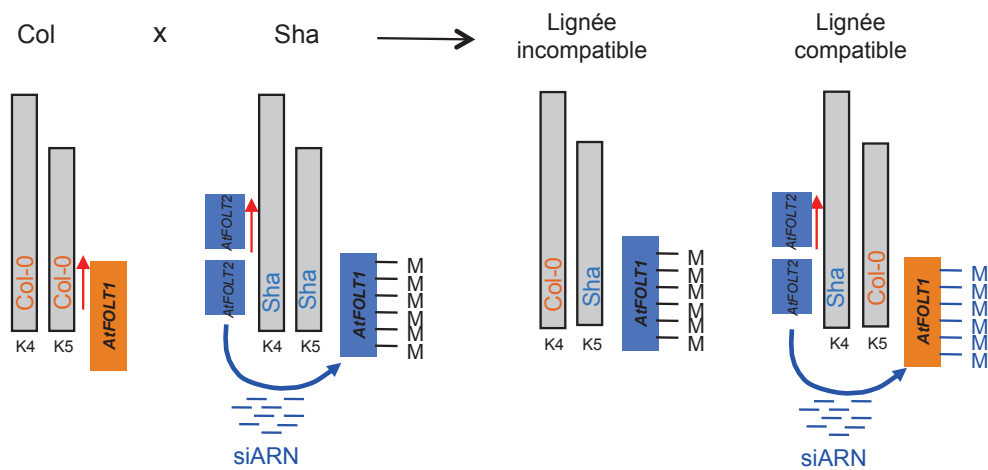 Col x Sha
Lignée
incompatible
Lignée
compatible
Col-0
Col-0
AtFOLT1
K4 K5
AtFOLT2
AtFOLT2
Sha
Sha
AtFOLT1
M
M
M
M
M
M
K4 K5
siARN
Col-0
Sha
AtFOLT1
M
M
M
M
M
M
K4 K5
AtFOLT2
AtFOLT2
Sha
Col-0
AtFOLT1
M
M
M
M
M
M
K4 K5
siARN